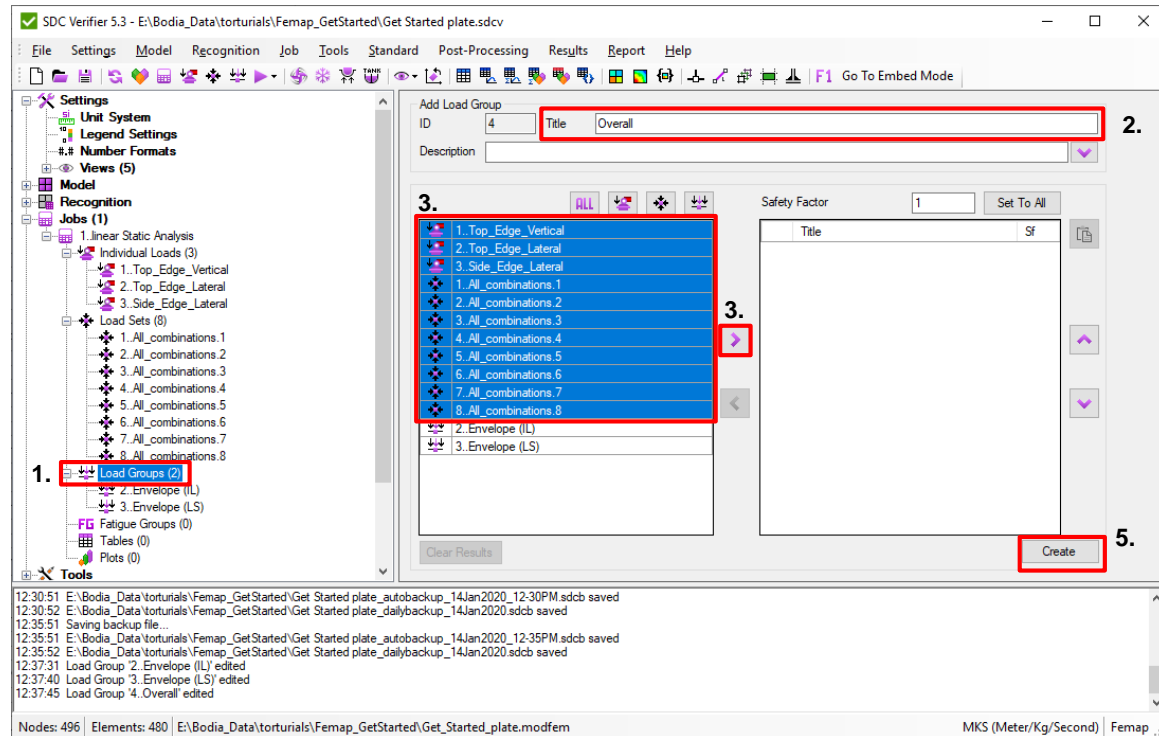 SDC Verifier 5.3 - E:\Bodia_Data\torturials\Femap_GetStarted\Get Started plate.sdcv
File Settings Model Recognition Job Tools Standard Post-Processing Results Report Help
TANK F1 Go To Embed Mode
Settings
si Unit System
10 0 Legend Settings
#.# Number Formats
Views (5)
Model
Recognition
Jobs (1)
1..linear Static Analysis
Individual Loads (3)
1..Top_Edge_Vertical
2..Top_Edge_Lateral
3..Side_Edge_Lateral
Load Sets (8)
1..All_combinations.1
2..All_combinations.2
3..All_combinations.3
4..All_combinations.4
5..All_combinations.5
6..All_combinations.6
7..All_combinations.7
8..All_combinations.8
1. Load Groups (2)
2..Envelope (IL)
3..Envelope (LS)
FG Fatigue Groups (0)
Tables (0)
Plots (0)
Tools
Add Load Group
ID 4 Title Overall 2.
Description
3. ALL
1..Top_Edge_Vertical
2..Top_Edge_Lateral
3..Side_Edge_Lateral
1..All_combinations.1
2..All_combinations.2
3..All_combinations.3
4..All_combinations.4
5..All_combinations.5
6..All_combinations.6
7..All_combinations.7
8..All_combinations.8
2..Envelope (IL)
3..Envelope (LS)
3.
Clear Results
Safety Factor 1 Set To All
Title Sf
Create 5.
12:30:51 E:\Bodia_Data\torturials\Femap_GetStarted\Get Started plate_autobackup_14Jan2020_12-30PM.sdcb saved
12:30:52 E:\Bodia_Data\torturials\Femap_GetStarted\Get Started plate_dailybackup_14Jan2020.sdcb saved
12:35:51 Saving backup file...
12:35:51 E:\Bodia_Data\torturials\Femap_GetStarted\Get Started plate_autobackup_14Jan2020_12-35PM.sdcb saved
12:35:52 E:\Bodia_Data\torturials\Femap_GetStarted\Get Started plate_dailybackup_14Jan2020.sdcb saved
12:37:31 Load Group '2..Envelope (IL)' edited
12:37:40 Load Group '3..Envelope (LS)' edited
12:37:45 Load Group '4..Overall' edited
Nodes: 496 Elements: 480 E:\Bodia_Data\torturials\Femap_GetStarted\Get_Started_plate.modfem MKS (Meter/Kg/Second) Femap